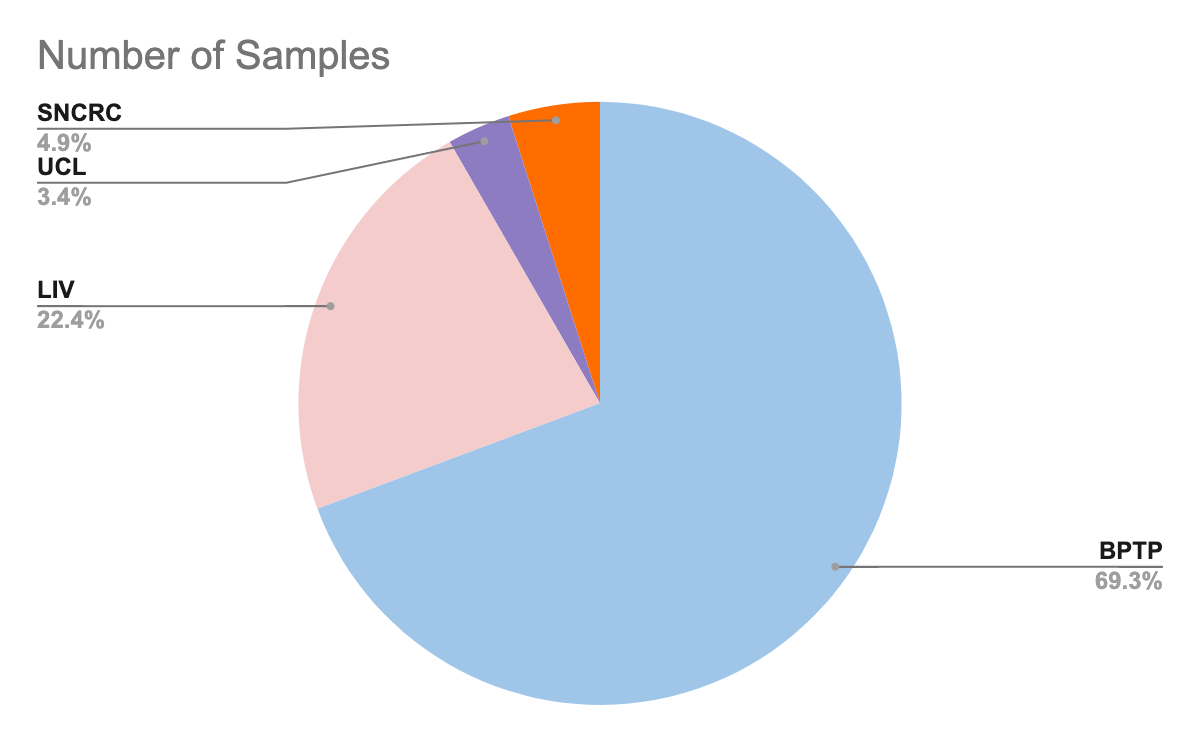 Number of Samples
SNCRC
4.9%
UCL
3.4%
LIV
22.4%
BPTP
69.3%